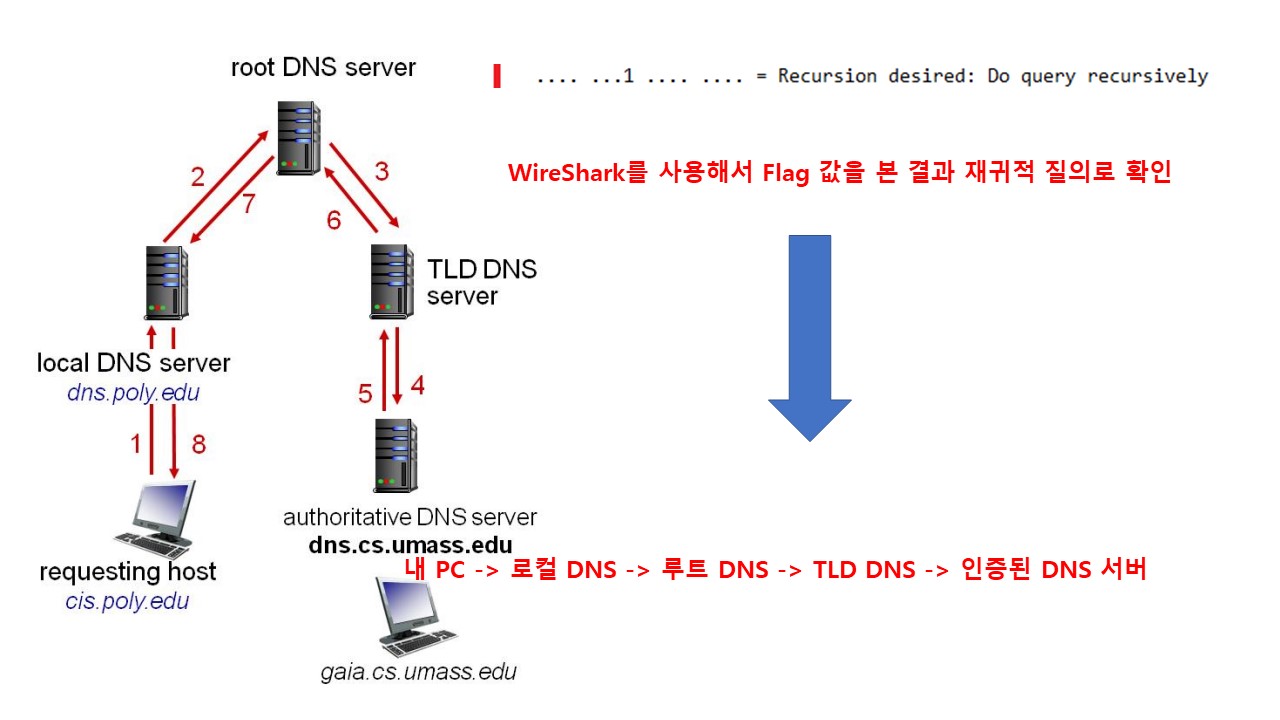 root DNS server
.... ...1 .... .... = Recursion desired: Do query recursively
WireShark를 사용해서 Flag 값을 본 결과 재귀적 질의로 확인
2
3
7
6
TLD DNS
server
local DNS server
dns.poly.edu
5
4
1
8
authoritative DNS server
dns.cs.umass.edu
내 PC -> 로컬 DNS -> 루트 DNS -> TLD DNS -> 인증된 DNS 서버
requesting host
cis.poly.edu
gaia.cs.umass.edu